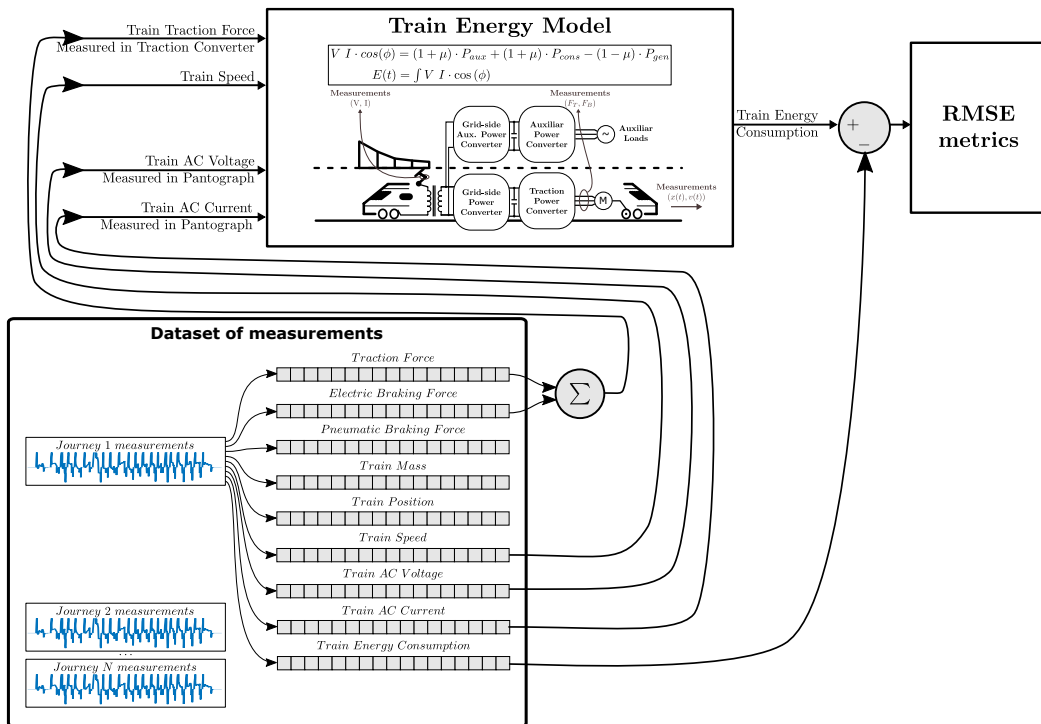 Train Traction Force
Measured in Traction Converter
Train Speed
Train AC Voltage
Measured in Pantograph
Train AC Current
Measured in Pantograph
Train Energy Model
V I · cos(ϕ) = (1 + μ) · P_aux + (1 + μ) · P_cons − (1 − μ) · P_gen
E(t) = ∫ V I · cos (ϕ)
Measurements
(V, I)
Measurements
(F_T, F_B)
Grid-side
Aux. Power
Converter
Auxiliar
Power
Converter
~
Auxiliar
Loads
Grid-side
Power
Converter
Traction
Power
Converter
M
Measurements
(x(t), v(t))
Train Energy
Consumption
+
−
RMSE
metrics
Dataset of measurements
Traction Force
Electric Braking Force
Pneumatic Braking Force
Train Mass
Train Position
Train Speed
Train AC Voltage
Train AC Current
Train Energy Consumption
∑
Journey 1 measurements
Journey 2 measurements
...
Journey N measurements